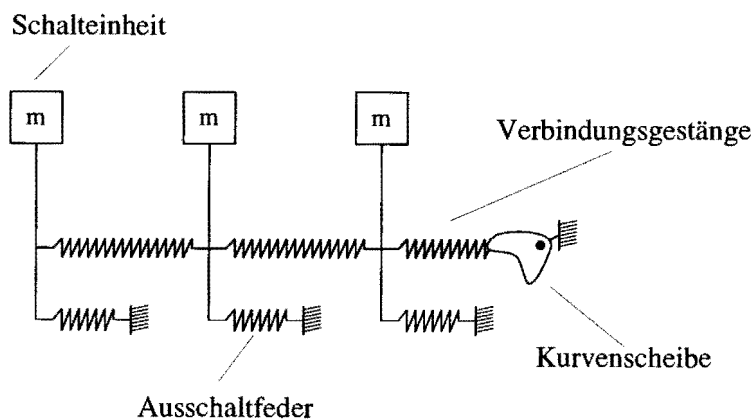 Schalteinheit
m m m
Verbindungsgestänge
Kurvenscheibe
Ausschaltfeder